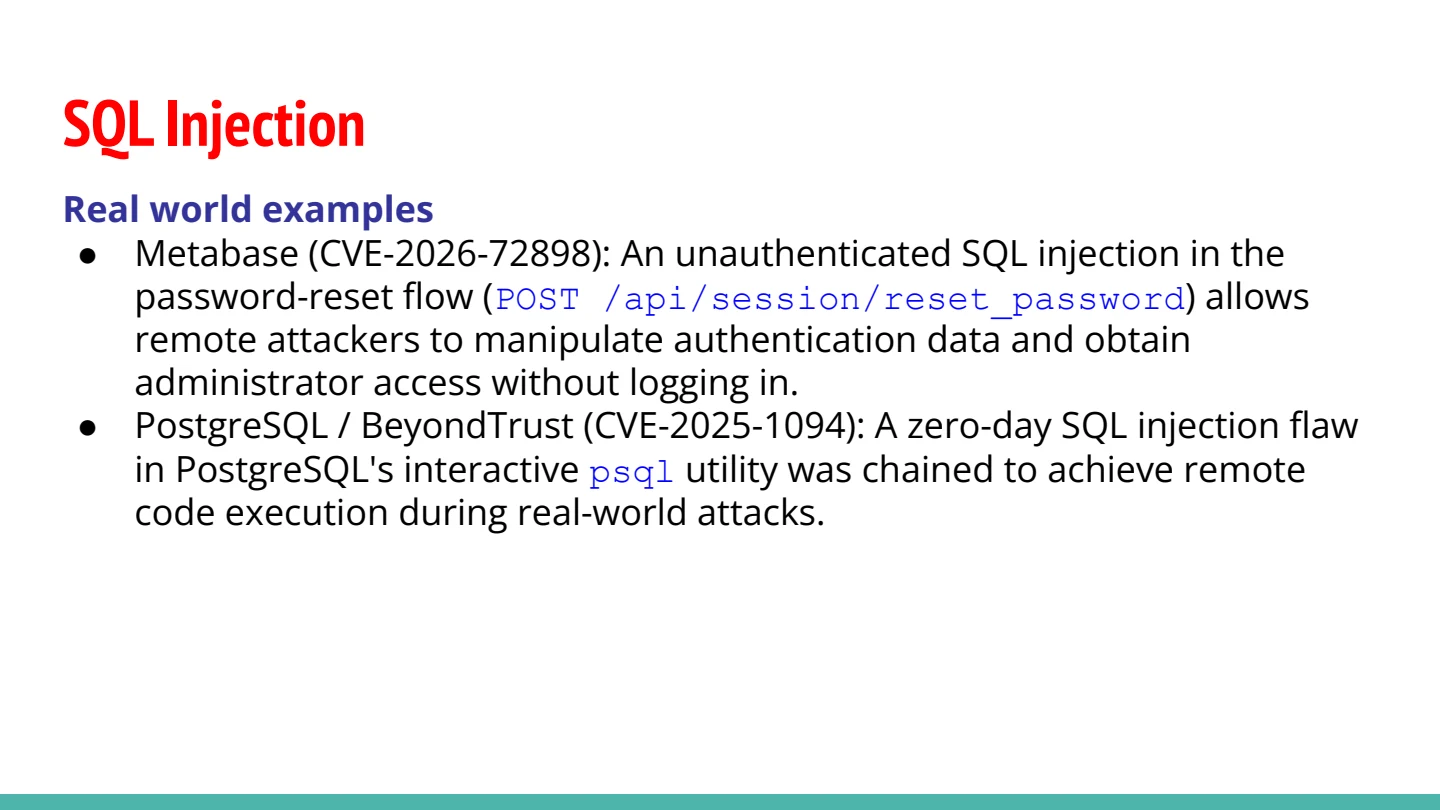 SQL Injection
Real world examples
● Metabase (CVE-2026-72898): An unauthenticated SQL injection in the
password-reset flow (POST /api/session/reset_password) allows
remote attackers to manipulate authentication data and obtain
administrator access without logging in.
● PostgreSQL / BeyondTrust (CVE-2025-1094): A zero-day SQL injection flaw
in PostgreSQL's interactive psql utility was chained to achieve remote
code execution during real-world attacks.